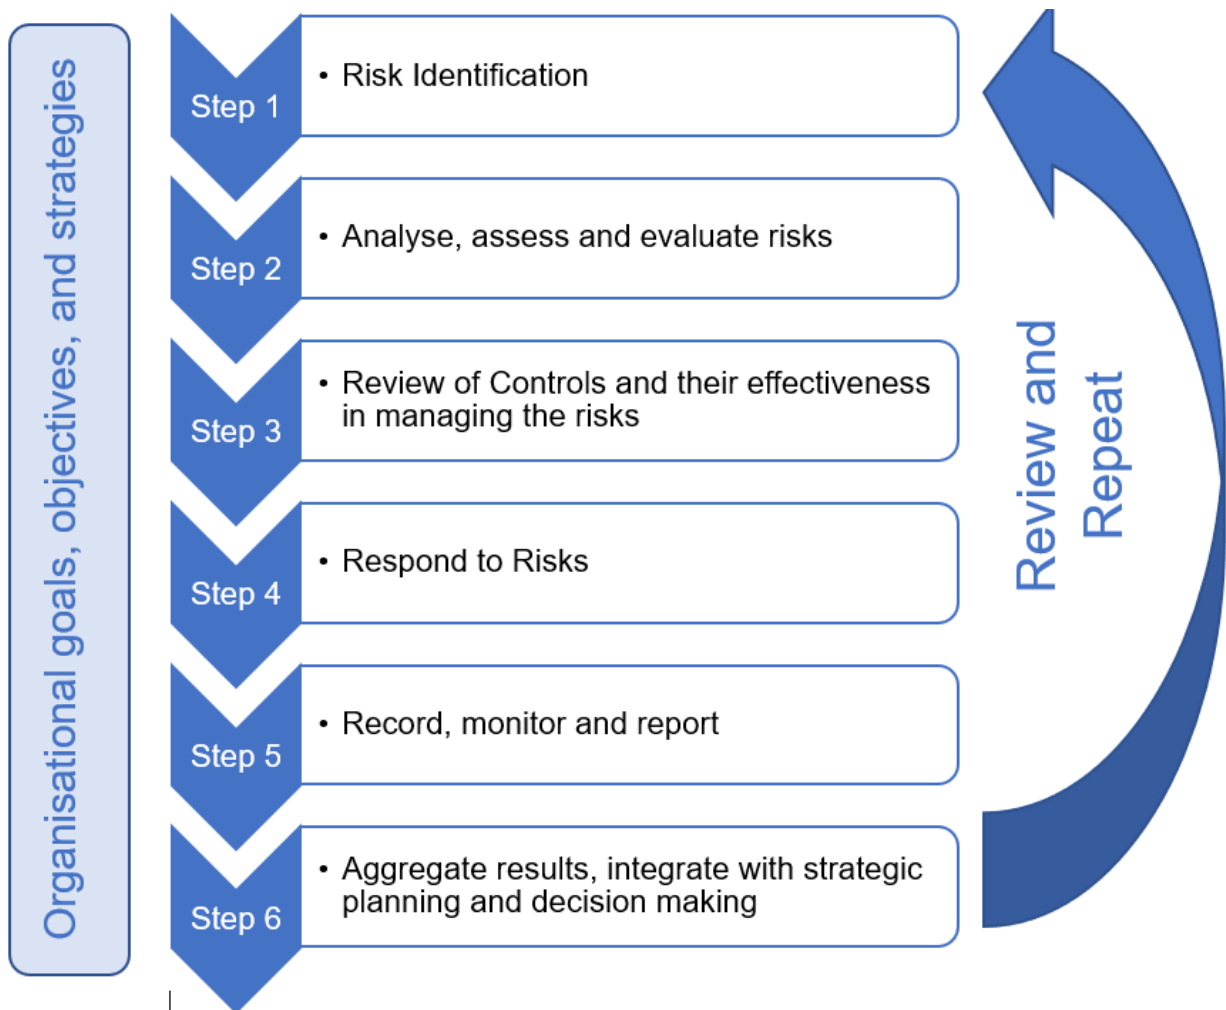 Organisational goals, objectives, and strategies
Step 1
• Risk Identification
Step 2
• Analyse, assess and evaluate risks
Step 3
• Review of Controls and their effectiveness
in managing the risks
Step 4
• Respond to Risks
Step 5
• Record, monitor and report
Step 6
• Aggregate results, integrate with strategic
planning and decision making
Review and
Repeat